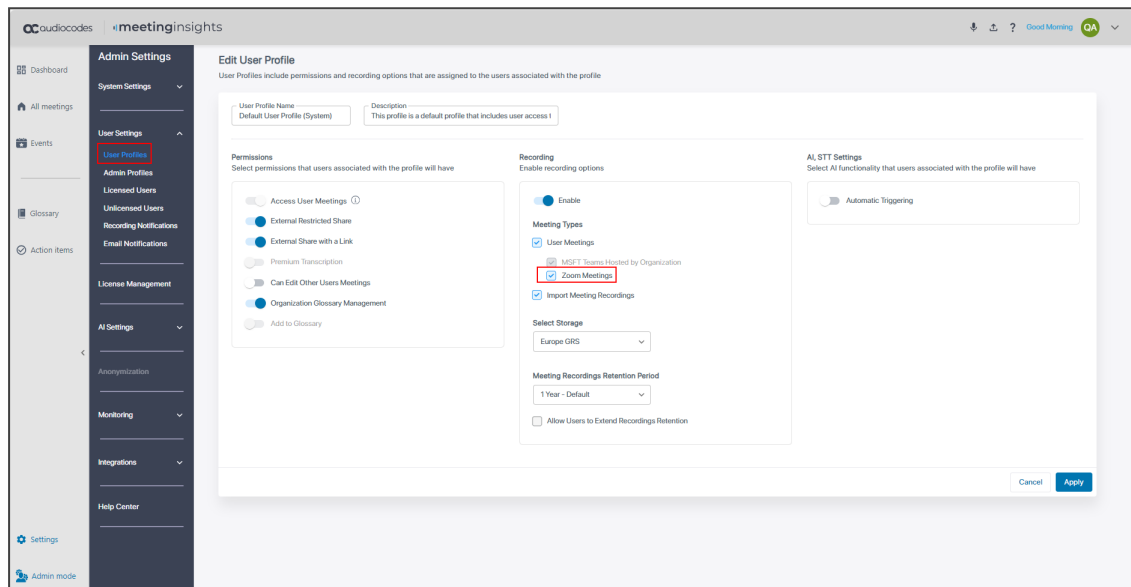 audiocodes meetinginsights
Good Morning QA
Dashboard
All meetings
Events
Glossary
Action items
Settings
Admin mode
Admin Settings
System Settings
User Settings
User Profiles
Admin Profiles
Licensed Users
Unlicensed Users
Recording Notifications
Email Notifications
License Management
AI Settings
Anonymization
Monitoring
Integrations
Help Center
Edit User Profile
User Profiles include permissions and recording options that are assigned to the users associated with the profile
User Profile Name
Default User Profile (System)
Description
This profile is a default profile that includes user access t
Permissions
Select permissions that users associated with the profile will have
Access User Meetings
External Restricted Share
External Share with a Link
Premium Transcription
Can Edit Other Users Meetings
Organization Glossary Management
Add to Glossary
Recording
Enable recording options
Enable
Meeting Types
User Meetings
MSFT Teams Hosted by Organization
Zoom Meetings
Import Meeting Recordings
Select Storage
Europe GRS
Meeting Recordings Retention Period
1 Year - Default
Allow Users to Extend Recordings Retention
AI, STT Settings
Select AI functionality that users associated with the profile will have
Automatic Triggering
Cancel Apply